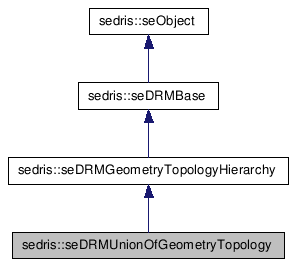 sedris::seObject
sedris::seDRMBase
sedris::seDRMGeometryTopologyHierarchy
sedris::seDRMUnionOfGeometryTopology